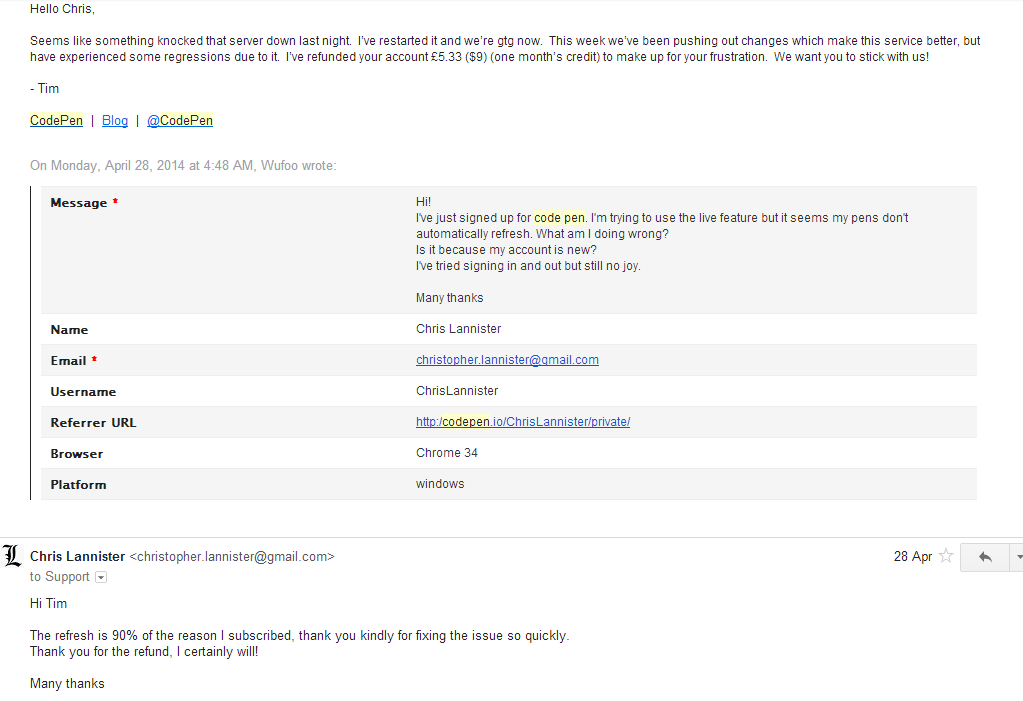 Hello Chris,
Seems like something knocked that server down last night.  I've restarted it and we're gtg now.  This week we've been pushing out changes which make this service better, but
have experienced some regressions due to it.  I've refunded your account £5.33 ($9) (one month's credit) to make up for your frustration.  We want you to stick with us!
- Tim
CodePen | Blog | @CodePen
On Monday, April 28, 2014 at 4:48 AM, Wufoo wrote:
Message *
Hi!
I've just signed up for code pen. I'm trying to use the live feature but it seems my pens don't
automatically refresh. What am I doing wrong?
Is it because my account is new?
I've tried signing in and out but still no joy.
Many thanks
Name Chris Lannister
Email * christopher.lannister@gmail.com
Username ChrisLannister
Referrer URL http:/codepen.io/ChrisLannister/private/
Browser Chrome 34
Platform windows
L Chris Lannister <christopher.lannister@gmail.com> 28 Apr
to Support
Hi Tim
The refresh is 90% of the reason I subscribed, thank you kindly for fixing the issue so quickly.
Thank you for the refund, I certainly will!
Many thanks